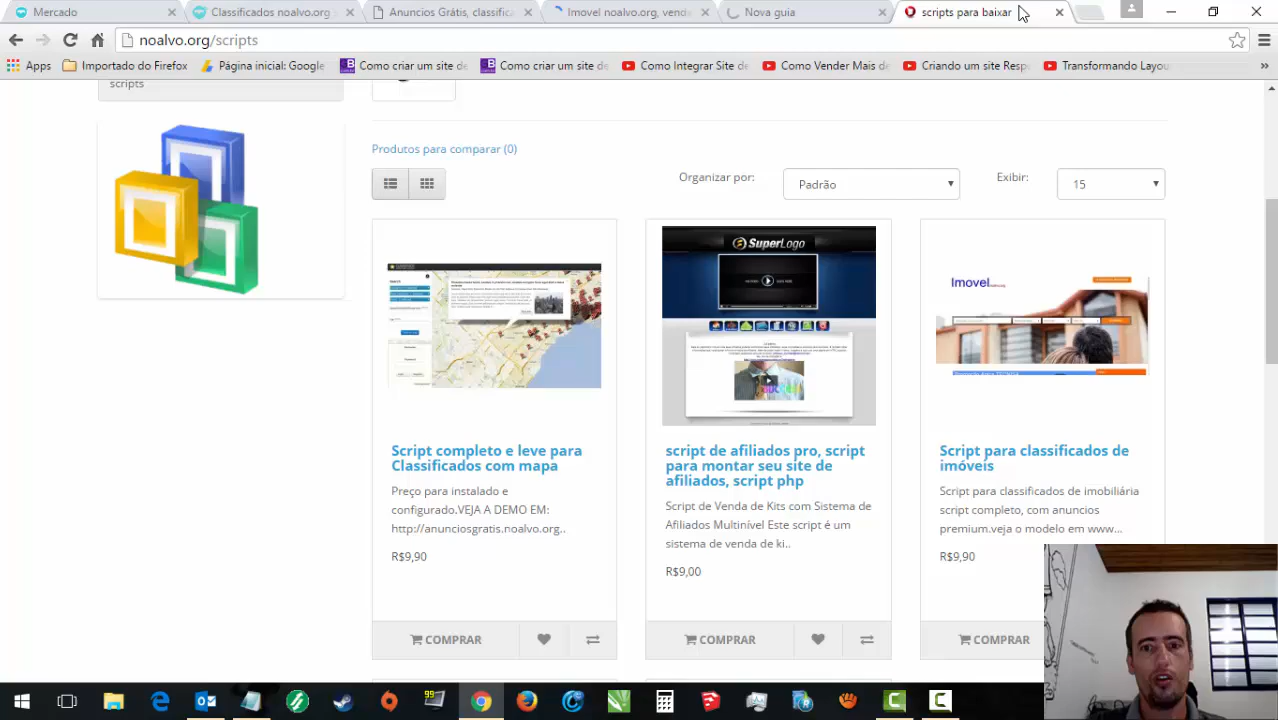 Mercado
Classificados noalvo.org
Anuncios Grátis, classifica
Imovel noalvo.org, vende
Nova guia
scripts para baixar
noalvo.org/scripts
Apps
Importado do Firefox
Página inicial: Google
Como criar um site de
Como criar um site de
Como Integrar Site de
Como Vender Mais de
Criando um site Resp
Transformando Layou
»
scripts
Produtos para comparar (0)
Organizar por:
Padrão
Exibir:
15
SuperLogo
Imovel
Script completo e leve para
Classificados com mapa
Preço para instalado e
configurado.VEJA A DEMO EM:
http://anunciosgratis.noalvo.org..
R$9,90
COMPRAR
script de afiliados pro, script
para montar seu site de
afiliados, script php
Script de Venda de Kits com Sistema de
Afiliados Multinível Este script é um
sistema de venda de ki..
R$9,00
COMPRAR
Script para classificados de
imóveis
Script para classificados de imobiliária
script completo, com anuncios
premium.veja o modelo em www...
R$9,90
COMPRAR
99